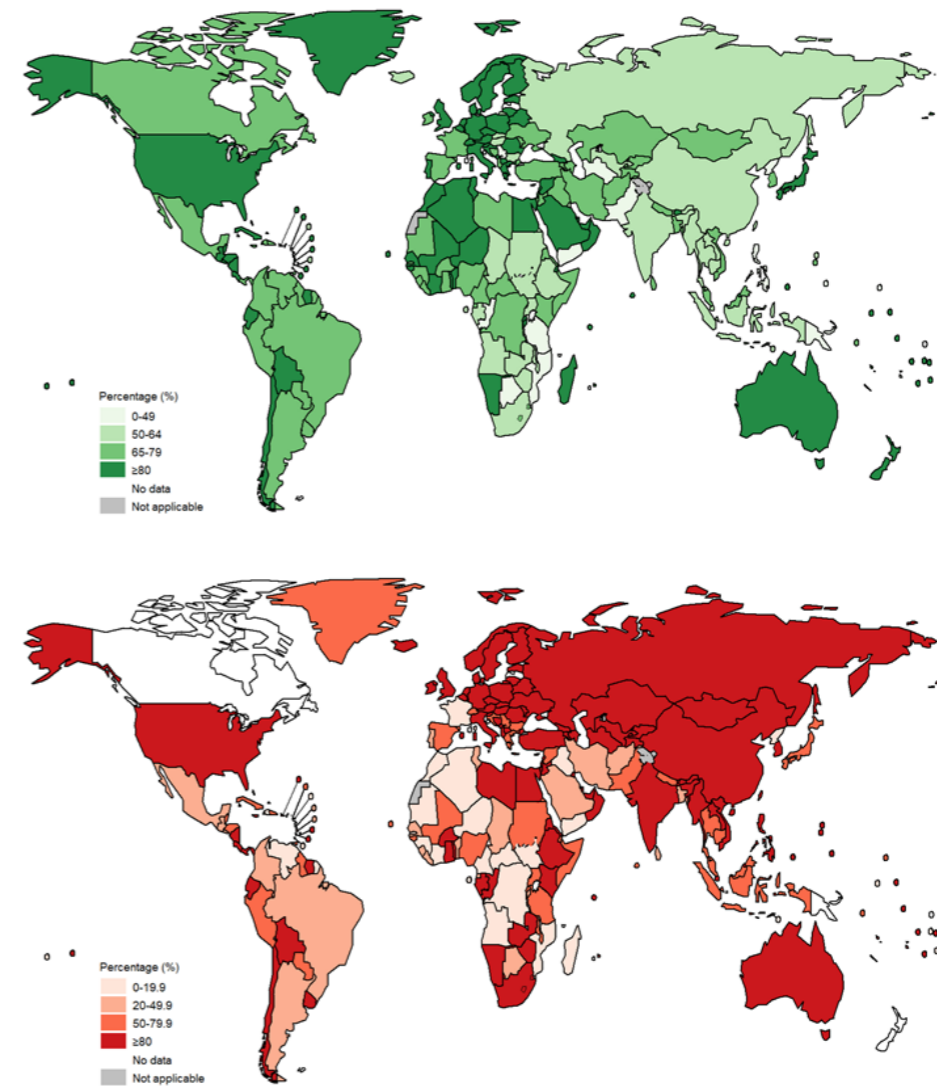 Percentage (%)
0-49
50-64
65-79
≥80
No data
Not applicable
Percentage (%)
0-19.9
20-49.9
50-79.9
≥80
No data
Not applicable